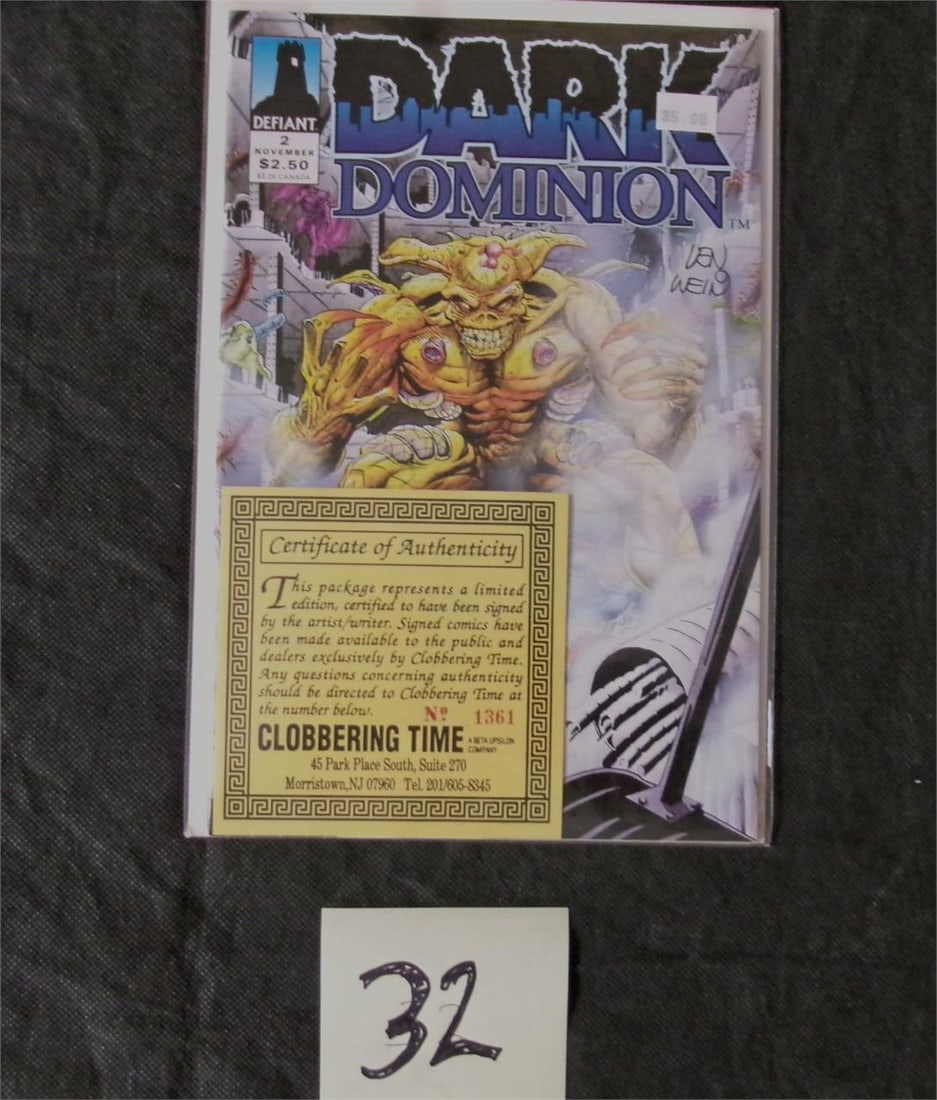 DARK
DEFIANT
2
NOVEMBER
$2.50
$3.25 CANADA
35.00
DOMINION™
LEN
WEIN
Certificate of Authenticity
This package represents a limited
edition, certified to have been signed
by the artist/writer. Signed comics have
been made available to the public and
dealers exclusively by Clobbering Time.
Any questions concerning authenticity
should be directed to Clobbering Time at
the number below.
Nº 1361
CLOBBERING TIME
A BETA UPSILON
COMPANY
45 Park Place South, Suite 270
Morristown,NJ 07960 Tel. 201/605-8345
32